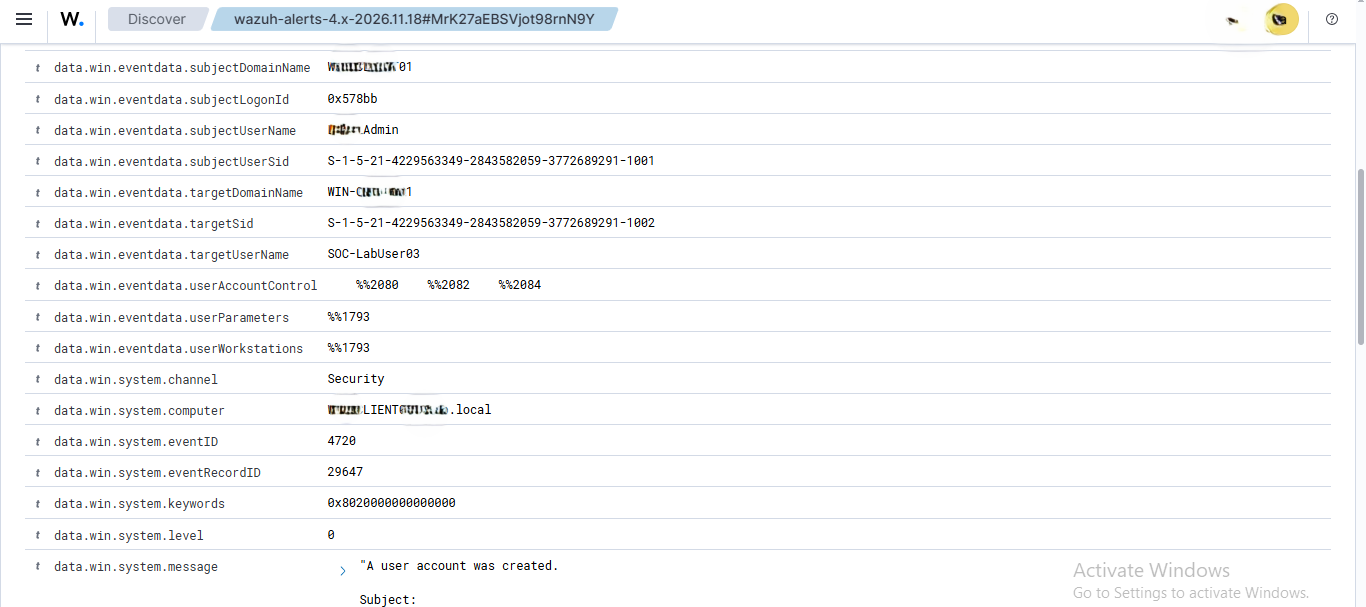 W.
Discover
wazuh-alerts-4.x-2026.11.18#MrK27aEBSVjot98rnN9Y
t data.win.eventdata.subjectDomainName 01
t data.win.eventdata.subjectLogonId 0x578bb
t data.win.eventdata.subjectUserName Admin
t data.win.eventdata.subjectUserSid S-1-5-21-4229563349-2843582059-3772689291-1001
t data.win.eventdata.targetDomainName WIN- 1
t data.win.eventdata.targetSid S-1-5-21-4229563349-2843582059-3772689291-1002
t data.win.eventdata.targetUserName SOC-LabUser03
t data.win.eventdata.userAccountControl %%2080 %%2082 %%2084
t data.win.eventdata.userParameters %%1793
t data.win.eventdata.userWorkstations %%1793
t data.win.system.channel Security
t data.win.system.computer LIENT .local
t data.win.system.eventID 4720
t data.win.system.eventRecordID 29647
t data.win.system.keywords 0x8020000000000000
t data.win.system.level 0
t data.win.system.message "A user account was created.
Subject:
Activate Windows
Go to Settings to activate Windows.